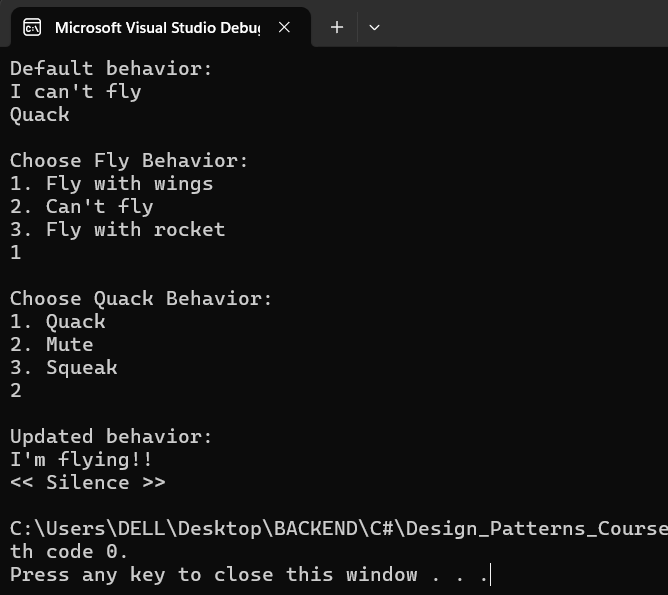 Microsoft Visual Studio Debug
Default behavior:
I can't fly
Quack
Choose Fly Behavior:
1. Fly with wings
2. Can't fly
3. Fly with rocket
1
Choose Quack Behavior:
1. Quack
2. Mute
3. Squeak
2
Updated behavior:
I'm flying!!
<< Silence >>
C:\Users\DELL\Desktop\BACKEND\C#\Design_Patterns_Course
th code 0.
Press any key to close this window . . .